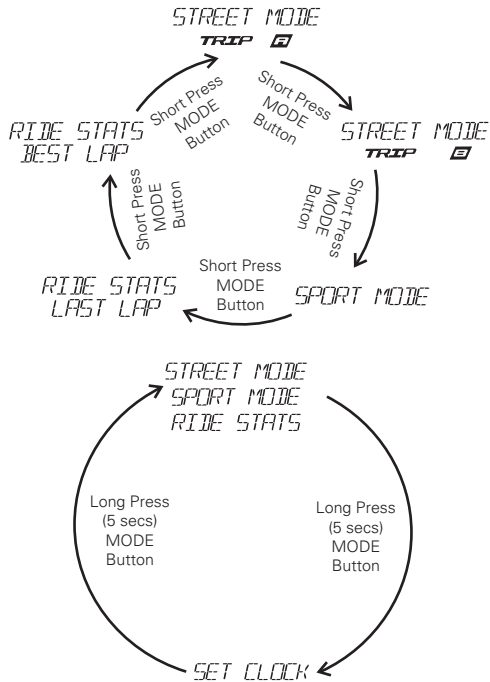 STREET MODE
TRIP A
Short Press
MODE
Button
STREET MODE
TRIP B
Short Press
MODE
Button
SPORT MODE
Short Press
MODE
Button
RIDE STATS
LAST LAP
Short Press
MODE
Button
RIDE STATS
BEST LAP
Short Press
MODE
Button
STREET MODE
SPORT MODE
RIDE STATS
Long Press
(5 secs)
MODE
Button
Long Press
(5 secs)
MODE
Button
SET CLOCK